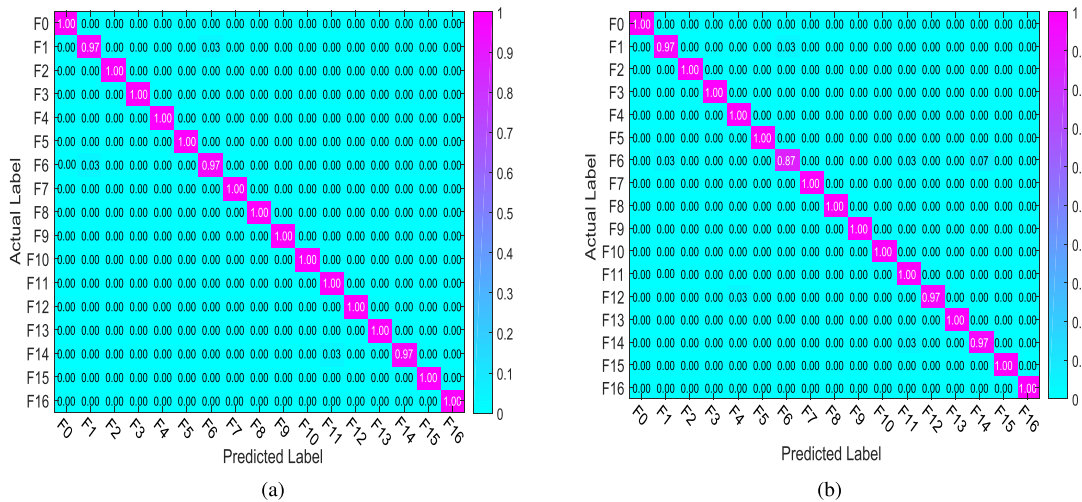 Actual Label
F0 1.00 0.00 0.00 0.00 0.00 0.00 0.00 0.00 0.00 0.00 0.00 0.00 0.00 0.00 0.00 0.00 0.00
F1 0.00 0.97 0.00 0.00 0.00 0.00 0.03 0.00 0.00 0.00 0.00 0.00 0.00 0.00 0.00 0.00 0.00
F2 0.00 0.00 1.00 0.00 0.00 0.00 0.00 0.00 0.00 0.00 0.00 0.00 0.00 0.00 0.00 0.00 0.00
F3 0.00 0.00 0.00 1.00 0.00 0.00 0.00 0.00 0.00 0.00 0.00 0.00 0.00 0.00 0.00 0.00 0.00
F4 0.00 0.00 0.00 0.00 1.00 0.00 0.00 0.00 0.00 0.00 0.00 0.00 0.00 0.00 0.00 0.00 0.00
F5 0.00 0.00 0.00 0.00 0.00 1.00 0.00 0.00 0.00 0.00 0.00 0.00 0.00 0.00 0.00 0.00 0.00
F6 0.00 0.03 0.00 0.00 0.00 0.00 0.97 0.00 0.00 0.00 0.00 0.00 0.00 0.00 0.00 0.00 0.00
F7 0.00 0.00 0.00 0.00 0.00 0.00 0.00 1.00 0.00 0.00 0.00 0.00 0.00 0.00 0.00 0.00 0.00
F8 0.00 0.00 0.00 0.00 0.00 0.00 0.00 0.00 1.00 0.00 0.00 0.00 0.00 0.00 0.00 0.00 0.00
F9 0.00 0.00 0.00 0.00 0.00 0.00 0.00 0.00 0.00 1.00 0.00 0.00 0.00 0.00 0.00 0.00 0.00
F10 0.00 0.00 0.00 0.00 0.00 0.00 0.00 0.00 0.00 0.00 1.00 0.00 0.00 0.00 0.00 0.00 0.00
F11 0.00 0.00 0.00 0.00 0.00 0.00 0.00 0.00 0.00 0.00 0.00 1.00 0.00 0.00 0.00 0.00 0.00
F12 0.00 0.00 0.00 0.00 0.00 0.00 0.00 0.00 0.00 0.00 0.00 0.00 1.00 0.00 0.00 0.00 0.00
F13 0.00 0.00 0.00 0.00 0.00 0.00 0.00 0.00 0.00 0.00 0.00 0.00 0.00 1.00 0.00 0.00 0.00
F14 0.00 0.00 0.00 0.00 0.00 0.00 0.00 0.00 0.00 0.00 0.00 0.03 0.00 0.00 0.97 0.00 0.00
F15 0.00 0.00 0.00 0.00 0.00 0.00 0.00 0.00 0.00 0.00 0.00 0.00 0.00 0.00 0.00 1.00 0.00
F16 0.00 0.00 0.00 0.00 0.00 0.00 0.00 0.00 0.00 0.00 0.00 0.00 0.00 0.00 0.00 0.00 1.00
F0 F1 F2 F3 F4 F5 F6 F7 F8 F9 F10 F11 F12 F13 F14 F15 F16
Predicted Label
1
0.9
0.8
0.7
0.6
0.5
0.4
0.3
0.2
0.1
0
(a)
Actual Label
F0 1.00 0.00 0.00 0.00 0.00 0.00 0.00 0.00 0.00 0.00 0.00 0.00 0.00 0.00 0.00 0.00 0.00
F1 0.00 0.97 0.00 0.00 0.00 0.00 0.03 0.00 0.00 0.00 0.00 0.00 0.00 0.00 0.00 0.00 0.00
F2 0.00 0.00 1.00 0.00 0.00 0.00 0.00 0.00 0.00 0.00 0.00 0.00 0.00 0.00 0.00 0.00 0.00
F3 0.00 0.00 0.00 1.00 0.00 0.00 0.00 0.00 0.00 0.00 0.00 0.00 0.00 0.00 0.00 0.00 0.00
F4 0.00 0.00 0.00 0.00 1.00 0.00 0.00 0.00 0.00 0.00 0.00 0.00 0.00 0.00 0.00 0.00 0.00
F5 0.00 0.00 0.00 0.00 0.00 1.00 0.00 0.00 0.00 0.00 0.00 0.00 0.00 0.00 0.00 0.00 0.00
F6 0.00 0.03 0.00 0.00 0.00 0.00 0.87 0.00 0.00 0.00 0.00 0.03 0.00 0.00 0.07 0.00 0.00
F7 0.00 0.00 0.00 0.00 0.00 0.00 0.00 1.00 0.00 0.00 0.00 0.00 0.00 0.00 0.00 0.00 0.00
F8 0.00 0.00 0.00 0.00 0.00 0.00 0.00 0.00 1.00 0.00 0.00 0.00 0.00 0.00 0.00 0.00 0.00
F9 0.00 0.00 0.00 0.00 0.00 0.00 0.00 0.00 0.00 1.00 0.00 0.00 0.00 0.00 0.00 0.00 0.00
F10 0.00 0.00 0.00 0.00 0.00 0.00 0.00 0.00 0.00 0.00 1.00 0.00 0.00 0.00 0.00 0.00 0.00
F11 0.00 0.00 0.00 0.00 0.00 0.00 0.00 0.00 0.00 0.00 0.00 1.00 0.00 0.00 0.00 0.00 0.00
F12 0.00 0.00 0.00 0.00 0.03 0.00 0.00 0.00 0.00 0.00 0.00 0.00 0.97 0.00 0.00 0.00 0.00
F13 0.00 0.00 0.00 0.00 0.00 0.00 0.00 0.00 0.00 0.00 0.00 0.00 0.00 1.00 0.00 0.00 0.00
F14 0.00 0.00 0.00 0.00 0.00 0.00 0.00 0.00 0.00 0.00 0.00 0.03 0.00 0.00 0.97 0.00 0.00
F15 0.00 0.00 0.00 0.00 0.00 0.00 0.00 0.00 0.00 0.00 0.00 0.00 0.00 0.00 0.00 1.00 0.00
F16 0.00 0.00 0.00 0.00 0.00 0.00 0.00 0.00 0.00 0.00 0.00 0.00 0.00 0.00 0.00 0.00 1.00
F0 F1 F2 F3 F4 F5 F6 F7 F8 F9 F10 F11 F12 F13 F14 F15 F16
Predicted Label
1
0
(b)